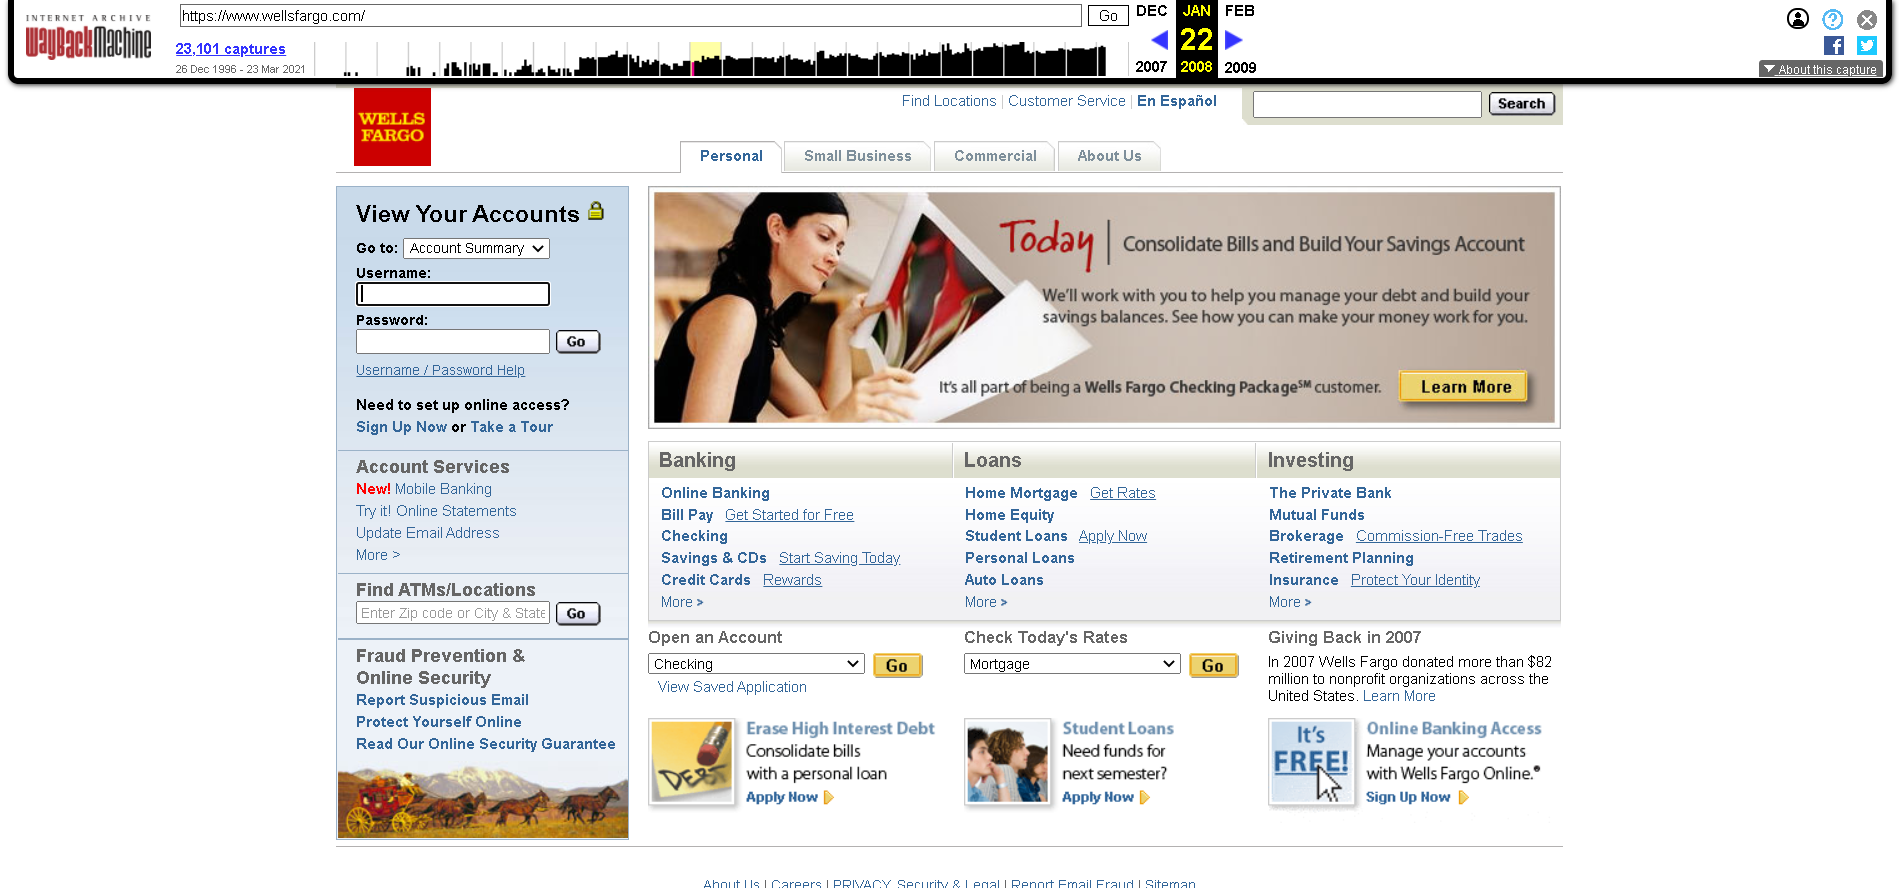 INTERNET ARCHIVE
WayBackMachine
https://www.wellsfargo.com/
Go
DEC
JAN
FEB
23,101 captures
22
26 Dec 1996 - 23 Mar 2021
2007
2008
2009
About this capture
WELLS
FARGO
Find Locations | Customer Service | En Español
Search
Personal
Small Business
Commercial
About Us
View Your Accounts
Go to: Account Summary
Username:
Password:
Go
Username / Password Help
Need to set up online access?
Sign Up Now or Take a Tour
Account Services
New! Mobile Banking
Try it! Online Statements
Update Email Address
More >
Find ATMs/Locations
Enter Zip code or City & State
Go
Fraud Prevention &
Online Security
Report Suspicious Email
Protect Yourself Online
Read Our Online Security Guarantee
Today | Consolidate Bills and Build Your Savings Account
We'll work with you to help you manage your debt and build your
savings balances. See how you can make your money work for you.
It's all part of being a Wells Fargo Checking Package℠ customer.
Learn More
Banking
Online Banking
Bill Pay Get Started for Free
Checking
Savings & CDs Start Saving Today
Credit Cards Rewards
More >
Loans
Home Mortgage Get Rates
Home Equity
Student Loans Apply Now
Personal Loans
Auto Loans
More >
Investing
The Private Bank
Mutual Funds
Brokerage Commission-Free Trades
Retirement Planning
Insurance Protect Your Identity
More >
Open an Account
Checking
Go
View Saved Application
Check Today's Rates
Mortgage
Go
Giving Back in 2007
In 2007 Wells Fargo donated more than $82
million to nonprofit organizations across the
United States. Learn More
DEBT
Erase High Interest Debt
Consolidate bills
with a personal loan
Apply Now
Student Loans
Need funds for
next semester?
Apply Now
It's
FREE!
Online Banking Access
Manage your accounts
with Wells Fargo Online.®
Sign Up Now
About Us | Careers | PRIVACY, Security & Legal | Report Email Fraud | Sitemap